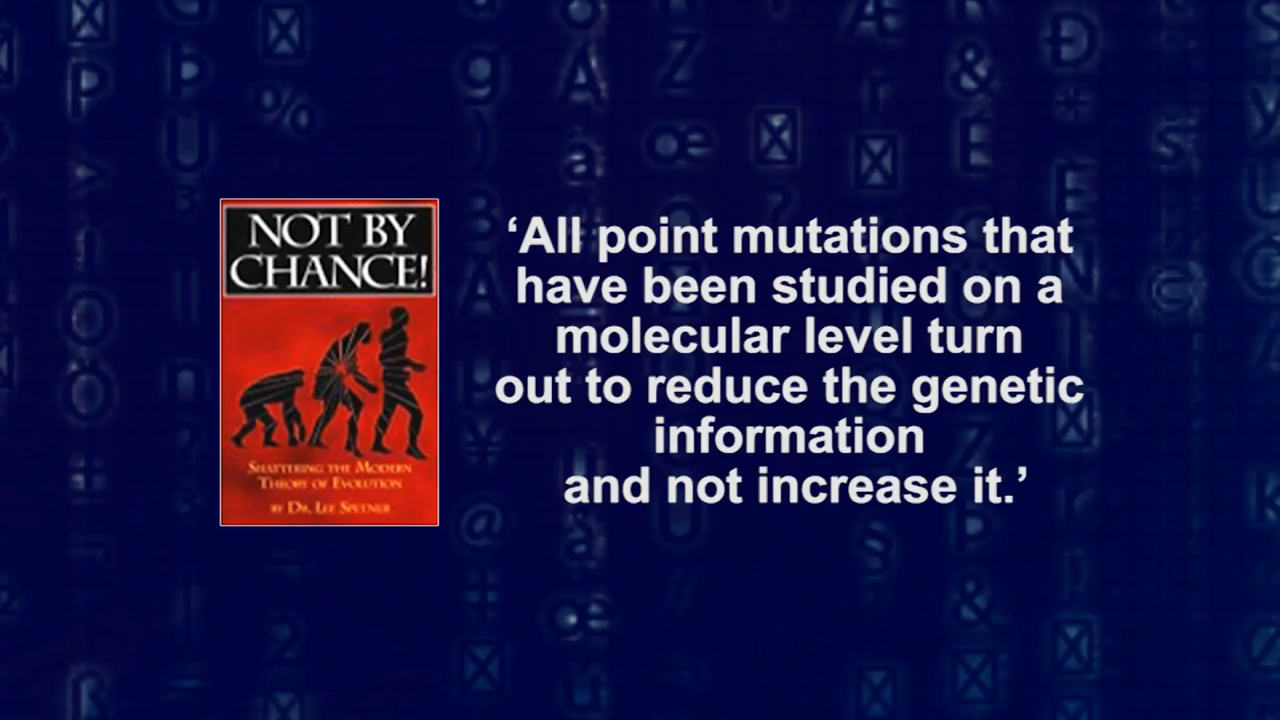 NOT BY
CHANCE!
SHATTERING THE MODERN
THEORY OF EVOLUTION
BY DR. LEE SPETNER
‘All point mutations that
have been studied on a
molecular level turn
out to reduce the genetic
information
and not increase it.’